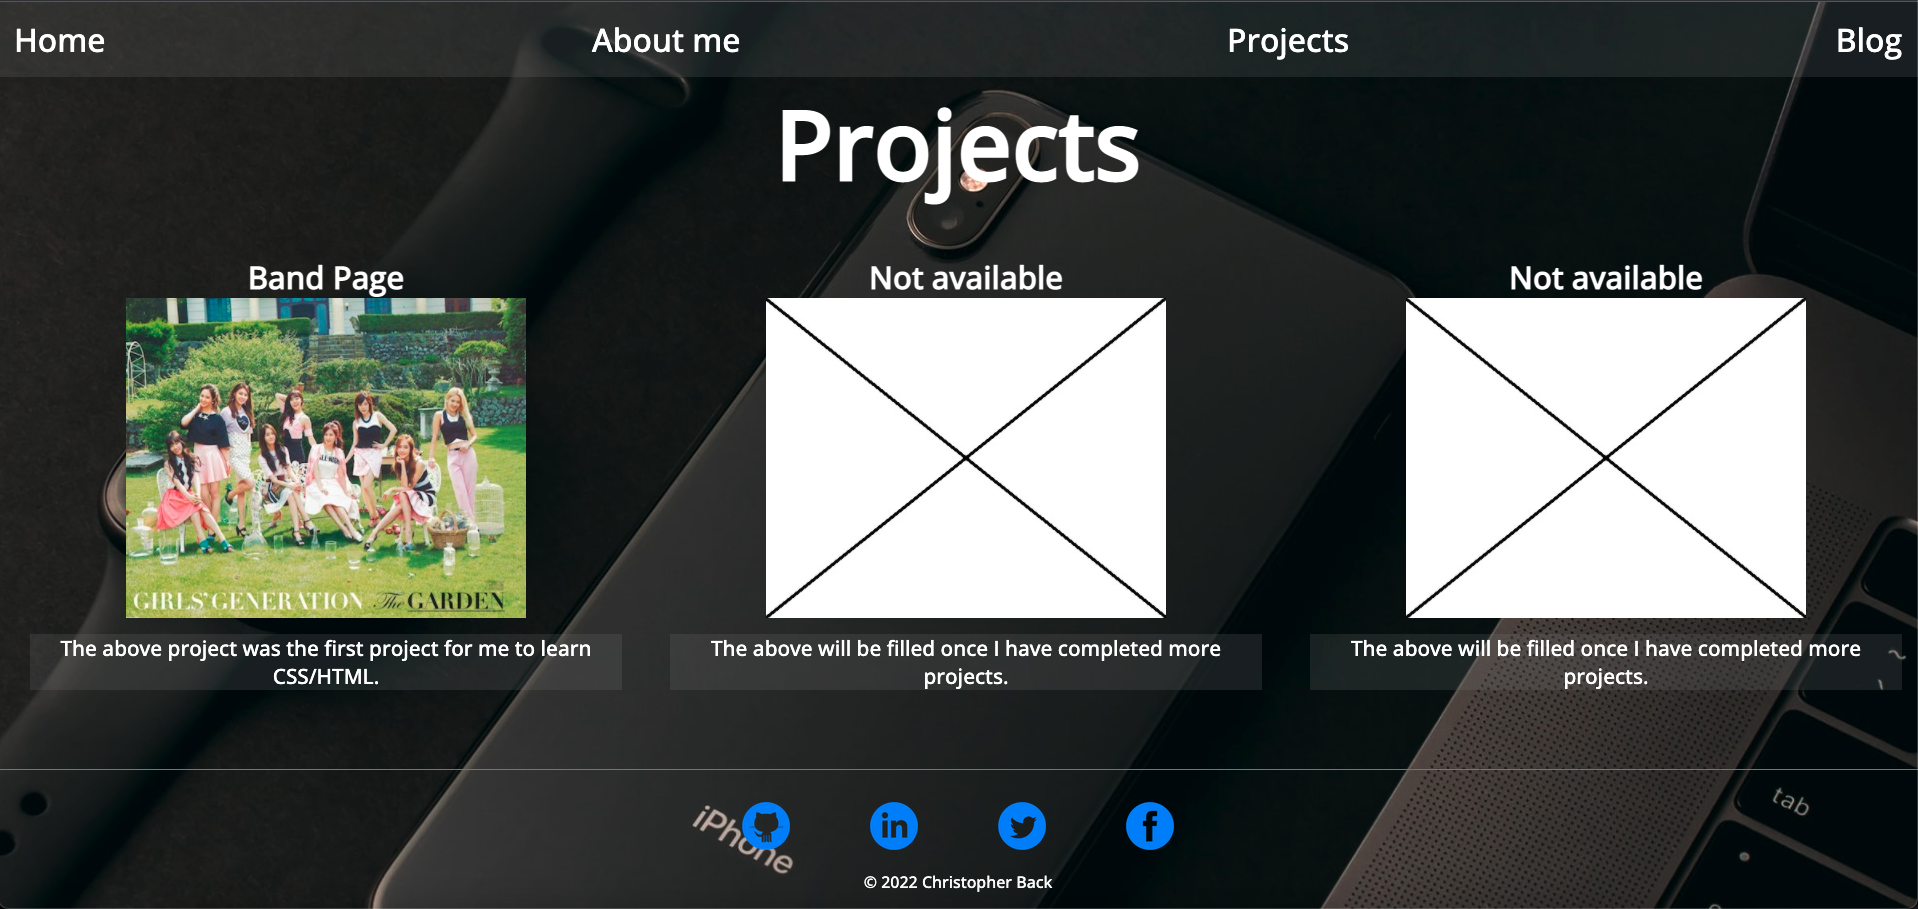 Home About me Projects Blog
Projects
Band Page
GIRLS' GENERATION The GARDEN
The above project was the first project for me to learn
CSS/HTML.
Not available
The above will be filled once I have completed more
projects.
Not available
The above will be filled once I have completed more
projects.
tab
iPhone
in
f
© 2022 Christopher Back